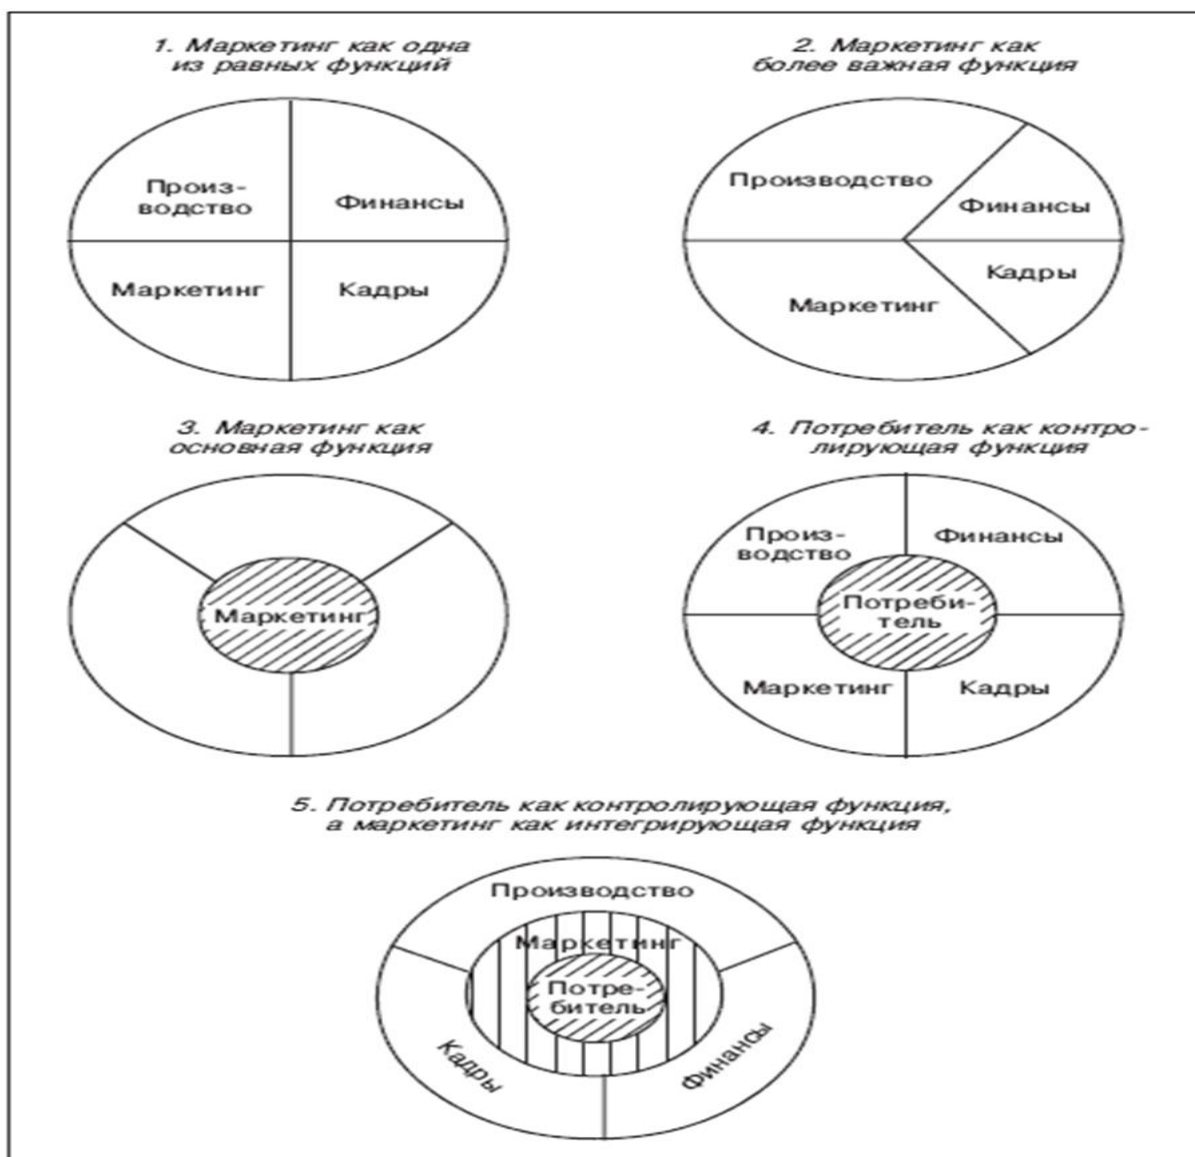 1. Маркетинг как одна
из равных функций
Произ-
водство
Финансы
Маркетинг
Кадры
2. Маркетинг как
более важная функция
Производство
Финансы
Кадры
Маркетинг
3. Маркетинг как
основная функция
Маркетинг
4. Потребитель как контро-
лирующая функция
Произ-
водство
Финансы
Потреби-
тель
Маркетинг
Кадры
5. Потребитель как контролирующая функция,
а маркетинг как интегрирующая функция
Производство
Маркетинг
Потре-
битель
Кадры
Финансы